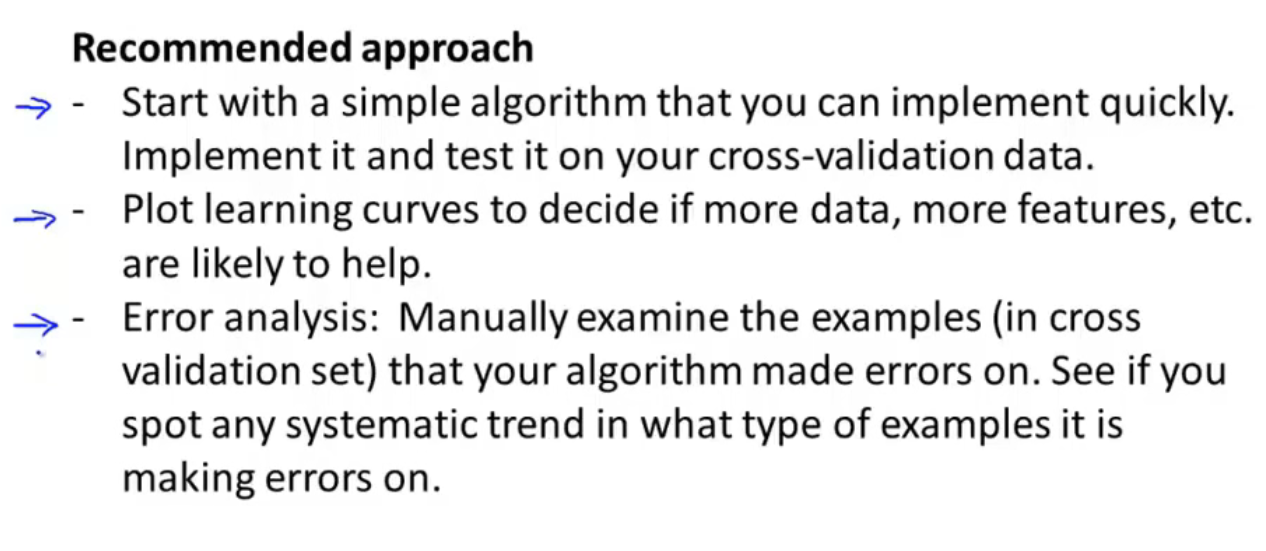 Recommended approach
- Start with a simple algorithm that you can implement quickly.
Implement it and test it on your cross-validation data.
- Plot learning curves to decide if more data, more features, etc.
are likely to help.
- Error analysis: Manually examine the examples (in cross
validation set) that your algorithm made errors on. See if you
spot any systematic trend in what type of examples it is
making errors on.